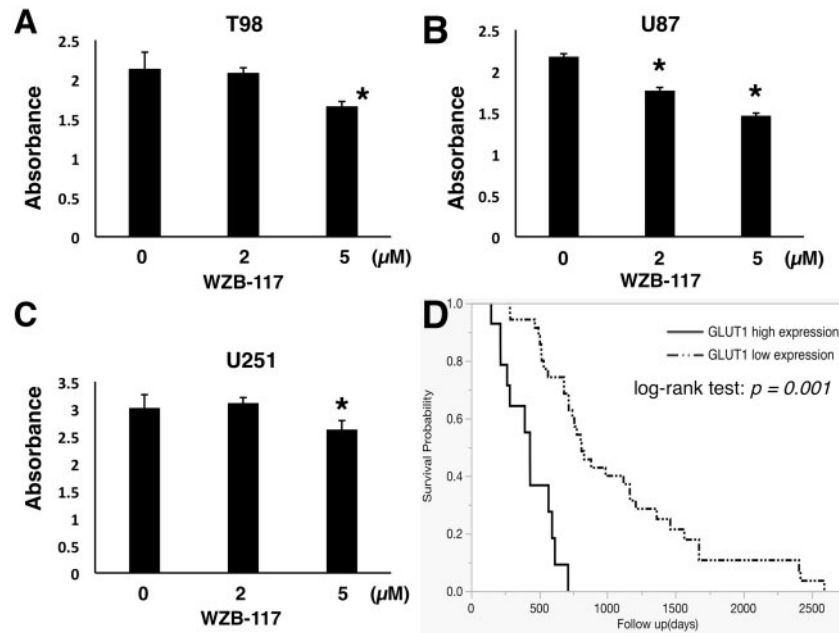 A
T98
2.5
2
1.5
1
0.5
0
Absorbance
*
0 2 5 (µM)
WZB-117
B
U87
2.5
2
1.5
1
0.5
0
Absorbance
*
*
0 2 5 (µM)
WZB-117
C
U251
3.5
3
2.5
2
1.5
1
0.5
0
Absorbance
*
0 2 5 (µM)
WZB-117
D
1.0
0.8
0.6
0.4
0.2
0.0
Survival Probability
GLUT1 high expression
GLUT1 low expression
log-rank test: p = 0.001
0 500 1000 1500 2000 2500
Follow up(days)